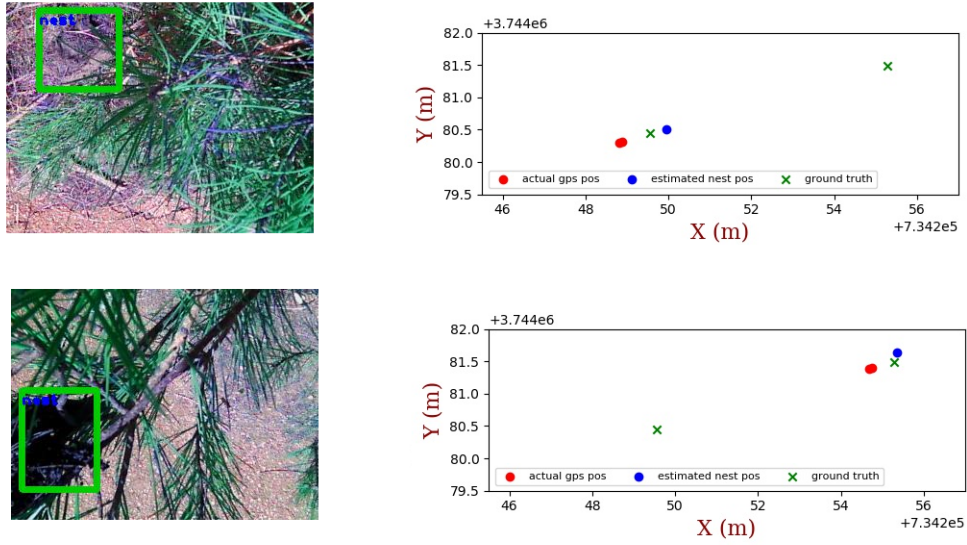 nest
+3.744e6
82.0
81.5
81.0
80.5
80.0
79.5
Y (m)
actual gps pos estimated nest pos ground truth
46 48 50 52 54 56
X (m)
+7.342e5
nest
+3.744e6
82.0
81.5
81.0
80.5
80.0
79.5
Y (m)
actual gps pos estimated nest pos ground truth
46 48 50 52 54 56
X (m)
+7.342e5